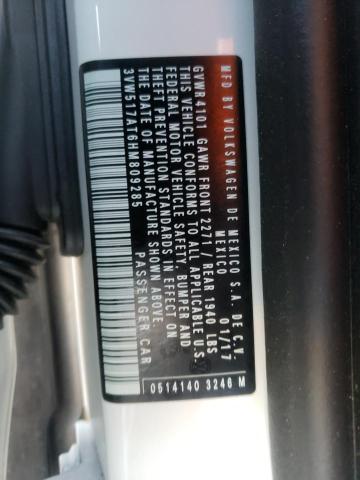 MFD BY VOLKSWAGEN DE MEXICO S.A. DE C.V.
MEXICO 01/17
GVWR 4101 GAWR FRONT 2271 / REAR 1940 LBS
THIS VEHICLE CONFORMS TO ALL APPLICABLE U.S.
FEDERAL MOTOR VEHICLE SAFETY, BUMPER AND
THEFT PREVENTION STANDARDS IN EFFECT ON
THE DATE OF MANUFACTURE SHOWN ABOVE.
3VW517AT6HM809285 PASSENGER CAR
0514140 3246 M